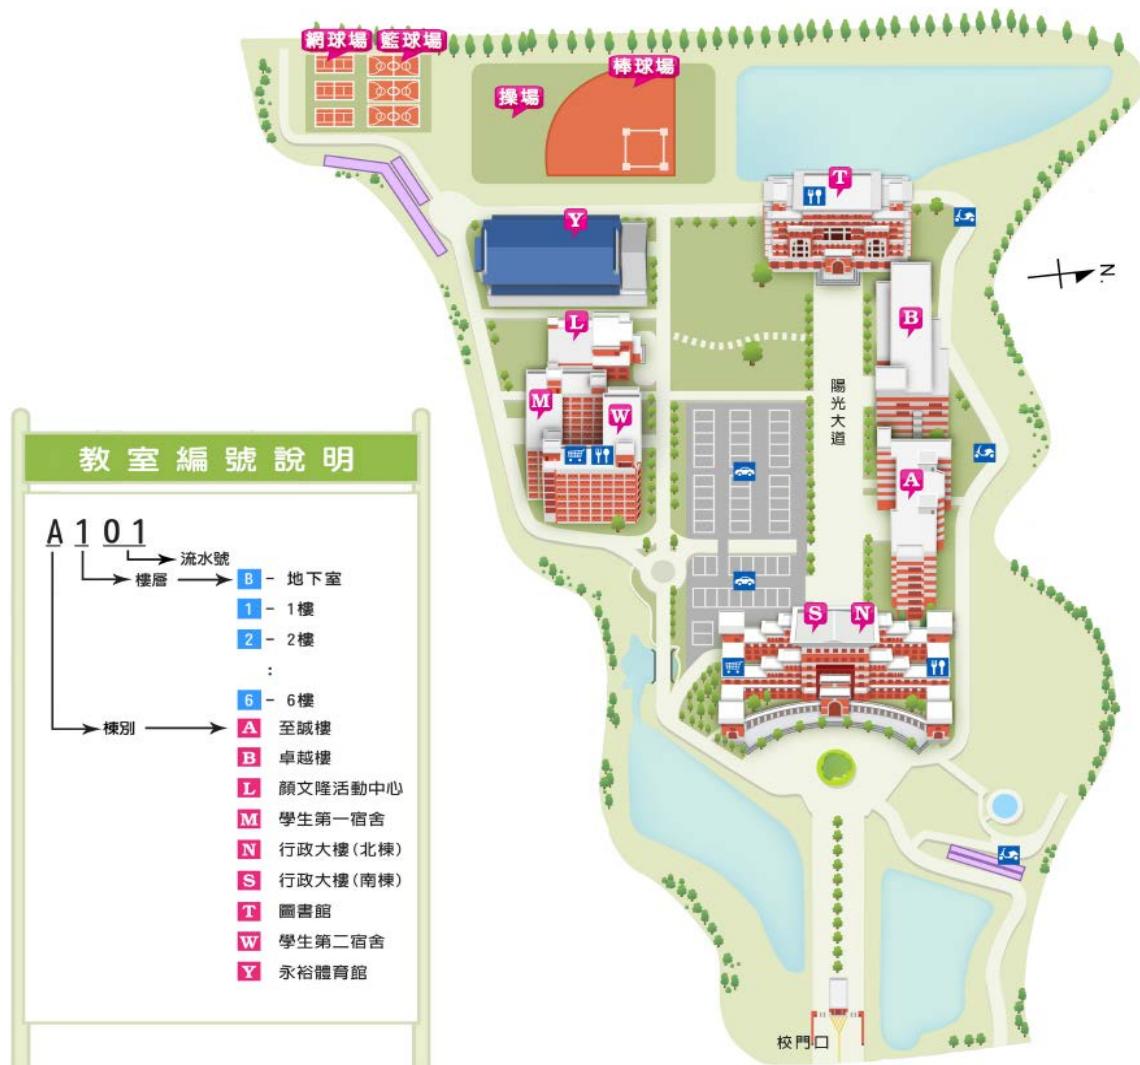 網球場
籃球場
棒球場
操場
T
Y
N.
B
L
陽光大道
M
W
A
S
N
校門口
教室編號說明
A 1 01
流水號
樓層
B - 地下室
1 - 1樓
2 - 2樓
:
6 - 6樓
棟別
A 至誠樓
B 卓越樓
L 顏文隆活動中心
M 學生第一宿舍
N 行政大樓(北棟)
S 行政大樓(南棟)
T 圖書館
W 學生第二宿舍
Y 永裕體育館